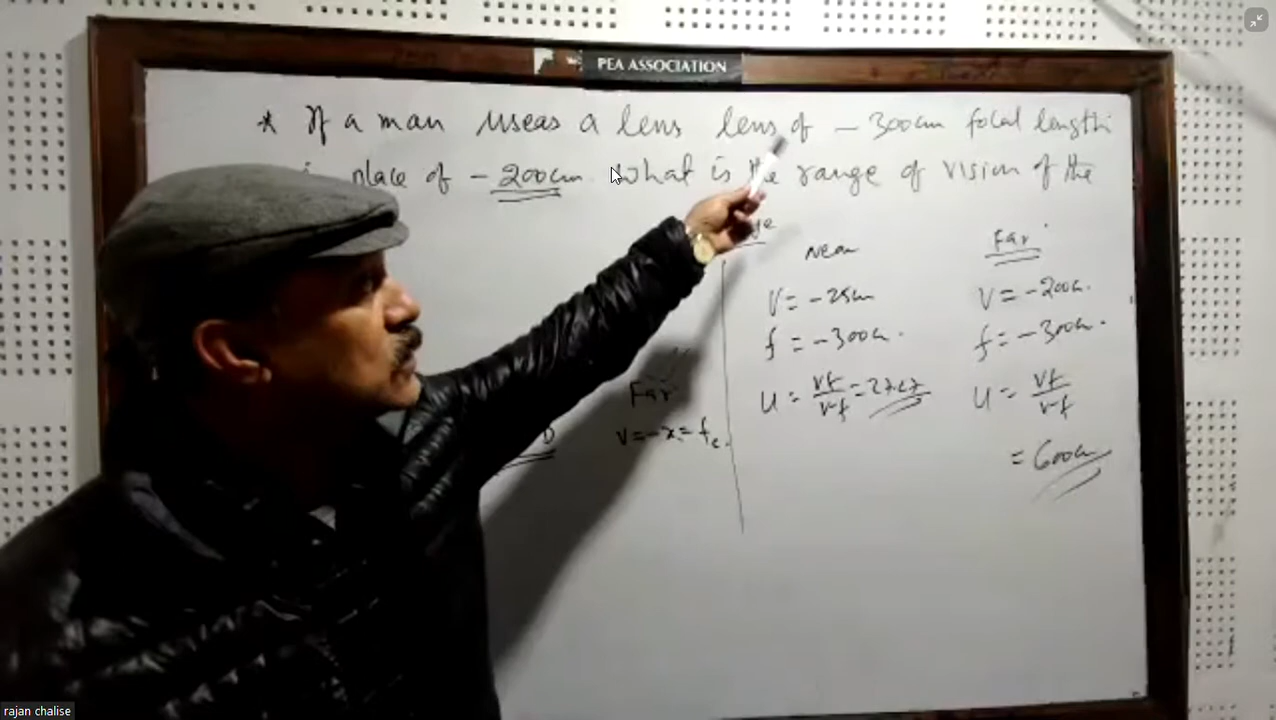 PEA ASSOCIATION
* If a man useas a lens lens of - 300cm focal length
place of - 200cm. What is the range of vision of the
Near
V = -25cm
f = -300cm.
U = vf/v-f = 27.27
Far
V = -200cm.
f = -300cm.
U = vf/v-f
= 600cm
Far
V = -x = fc.
D
rajan chalise